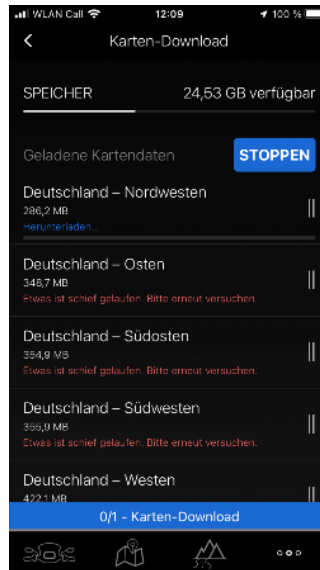 WLAN Call 12:09 100 %
Karten-Download
SPEICHER 24,53 GB verfügbar
Geladene Kartendaten STOPPEN
Deutschland – Nordwesten
286,2 MB
Herunterladen...
Deutschland – Osten
348,7 MB
Etwas ist schief gelaufen. Bitte erneut versuchen.
Deutschland – Südosten
354,9 MB
Etwas ist schief gelaufen. Bitte erneut versuchen.
Deutschland – Südwesten
355,9 MB
Etwas ist schief gelaufen. Bitte erneut versuchen.
Deutschland – Westen
422,1 MB
0/1 – Karten-Download